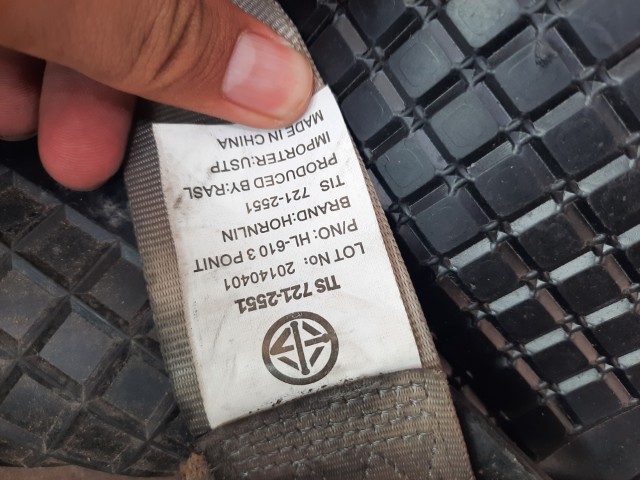 TIS 721-2551
LOT NO: 20140401
P/NO: HL-610 3 PONIT
BRAND:HORNLIN
TIS 721-2551
PRODUCED BY:RASL
IMPORTER:USTP
MADE IN CHINA